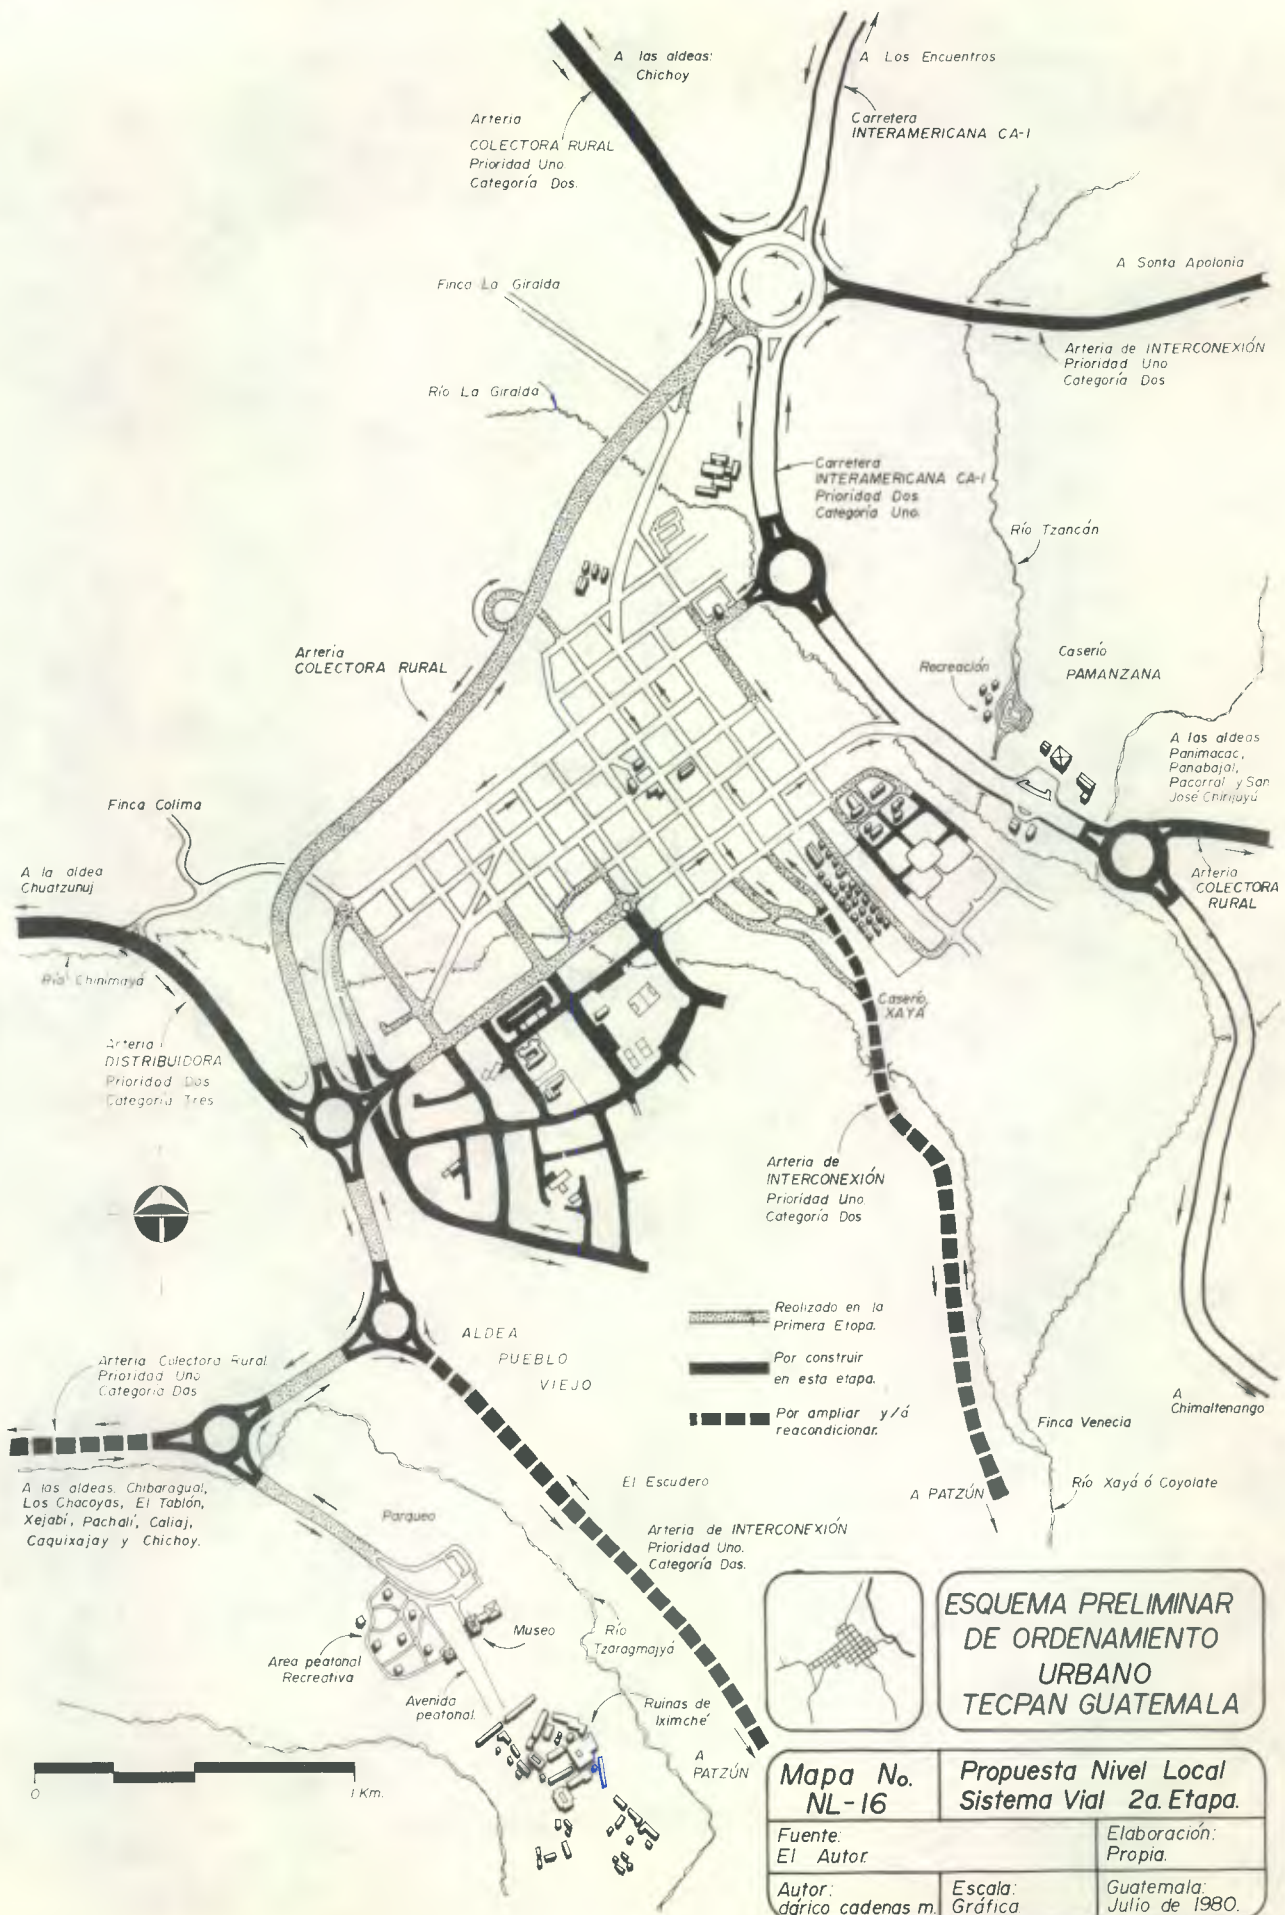 A las aldeas:
Chichoy
A Los Encuentros
Carretera
INTERAMERICANA CA-1
Arteria
COLECTORA RURAL
Prioridad Uno.
Categoría Dos.
A Santa Apolonia
Finca La Giralda
Arteria de INTERCONEXIÓN
Prioridad Uno
Categoría Dos
Río La Giralda
Carretera
INTERAMERICANA CA-1
Prioridad Dos
Categoría Uno.
Río Tzancán
Arteria
COLECTORA RURAL
Recreación
Caserío
PAMANZANA
A las aldeas
Panimacac,
Panabajal,
Pacorral y San
José Chirijuyú
Finca Colima
A la aldea
Chuatzunuj
Arteria
COLECTORA
RURAL
Río Chinimayá
Caserío
XAYÁ
Arteria
DISTRIBUIDORA
Prioridad Dos
Categoría Tres
Arteria de
INTERCONEXIÓN
Prioridad Uno
Categoría Dos
Realizado en la
Primera Etapa.
Por construir
en esta etapa.
Por ampliar y/ó
reacondicionar.
ALDEA
PUEBLO
VIEJO
Arteria Colectora Rural
Prioridad Uno
Categoría Dos
A
Chimaltenango
Finca Venecia
A las aldeas. Chibaragual,
Los Chacoyas, El Tablón,
Xejabí, Pachalí, Caliaj,
Caquixajay y Chichoy.
El Escudero
A PATZÚN
Río Xayá ó Coyolate
Parqueo
Arteria de INTERCONEXIÓN
Prioridad Uno.
Categoría Dos.
Museo
Río
Tzaragmajyá
Area peatonal
Recreativa
Avenida
peatonal.
Ruinas de
Iximché
A
PATZÚN
0 1 Km.
ESQUEMA PRELIMINAR
DE ORDENAMIENTO
URBANO
TECPAN GUATEMALA
Mapa No.
NL-16
Propuesta Nivel Local
Sistema Vial 2a. Etapa.
Fuente:
El Autor.
Elaboración:
Propia.
Autor:
dárico cadenas m.
Escala:
Gráfica
Guatemala:
Julio de 1980.